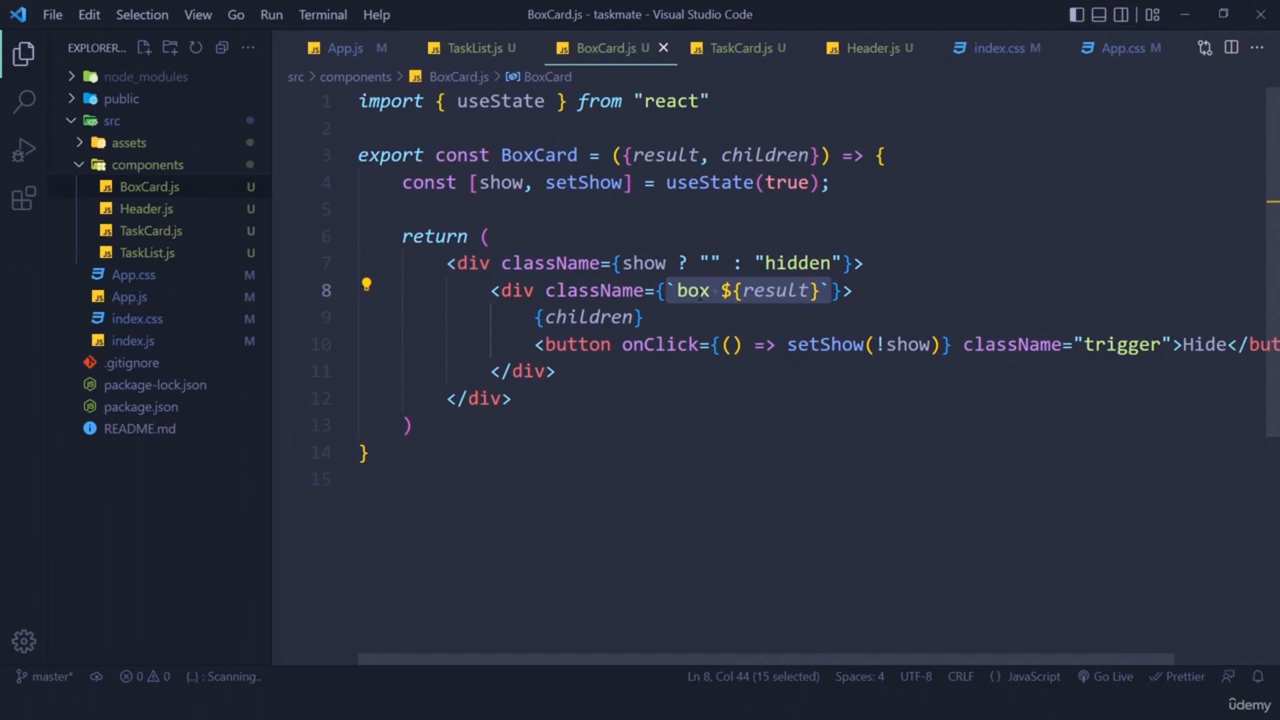 File Edit Selection View Go Run Terminal Help BoxCard.js - taskmate - Visual Studio Code
EXPLORER... App.js M TaskList.js U BoxCard.js U TaskCard.js U Header.js U index.css M App.css M
node_modules
public
src
assets
components
BoxCard.js U
Header.js U
TaskCard.js U
TaskList.js U
App.css M
App.js M
index.css M
index.js M
.gitignore
package-lock.json
package.json
README.md
src > components > BoxCard.js > BoxCard
1 import { useState } from "react"
2
3 export const BoxCard = ({result, children}) => {
4 const [show, setShow] = useState(true);
5
6 return (
7 <div className={show ? "" : "hidden"}>
8 <div className={`box ${result}`}>
9 {children}
10 <button onClick={() => setShow(!show)} className="trigger">Hide</but
11 </div>
12 </div>
13 )
14 }
15
master* 0 0 {..} : Scanning.. Ln 8, Col 44 (15 selected) Spaces: 4 UTF-8 CRLF {} JavaScript Go Live Prettier
ûdemy